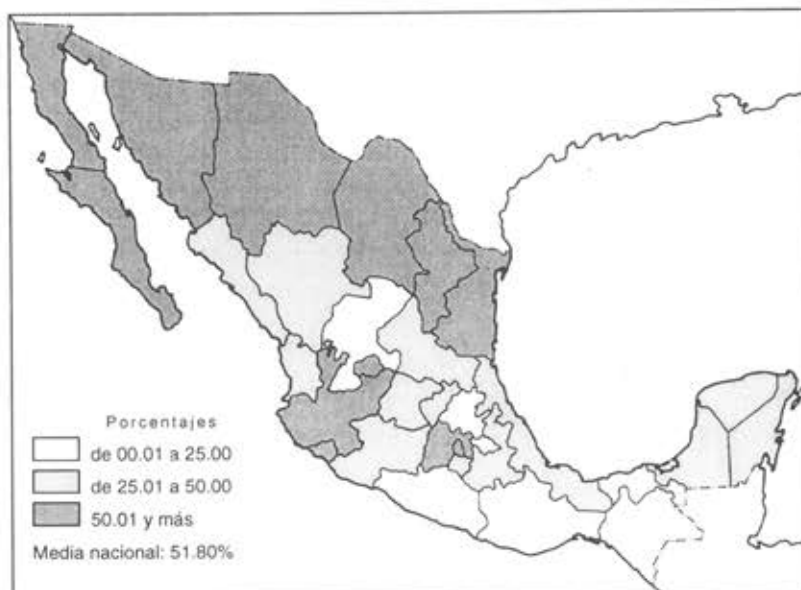 Porcentajes
de 00.01 a 25.00
de 25.01 a 50.00
50.01 y más
Media nacional: 51.80%